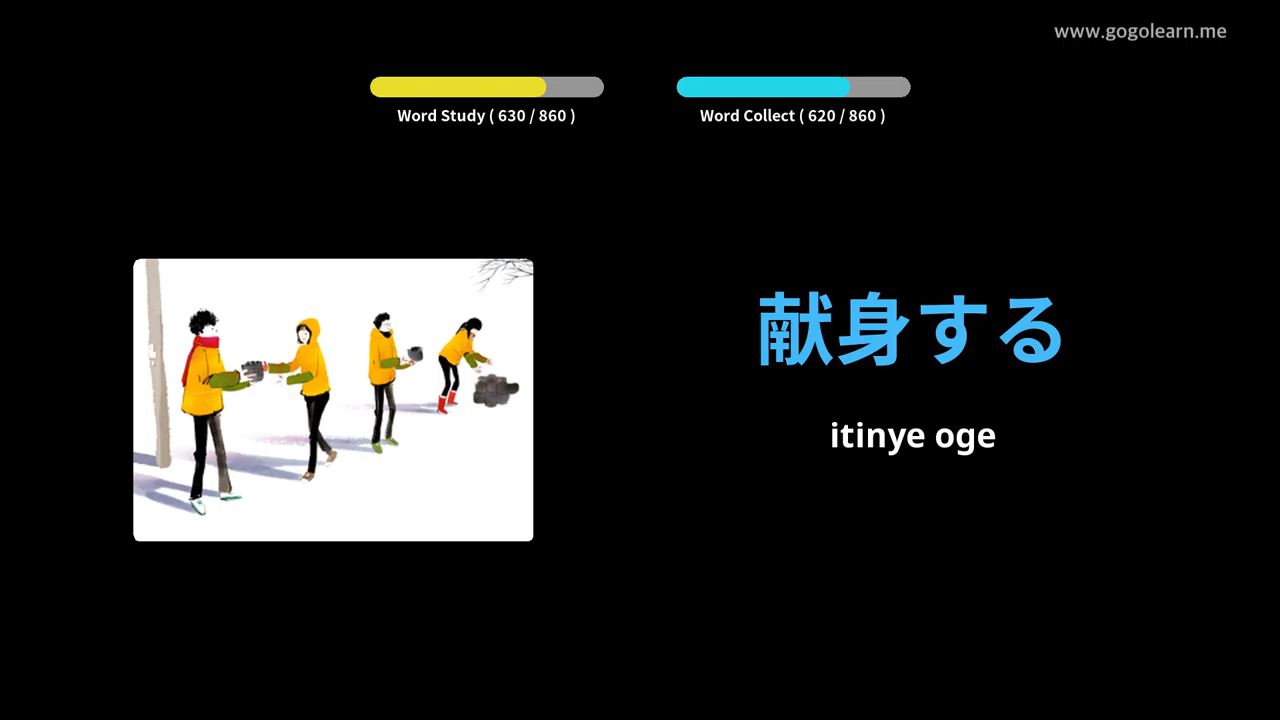 www.gogolearn.me
Word Study ( 630 / 860 )
Word Collect ( 620 / 860 )
献身する
itinye oge